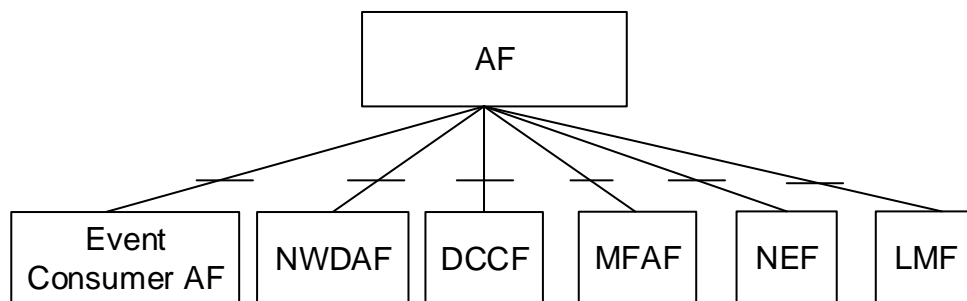 AF
Event
Consumer AF
NWDAF
DCCF
MFAF
NEF
LMF